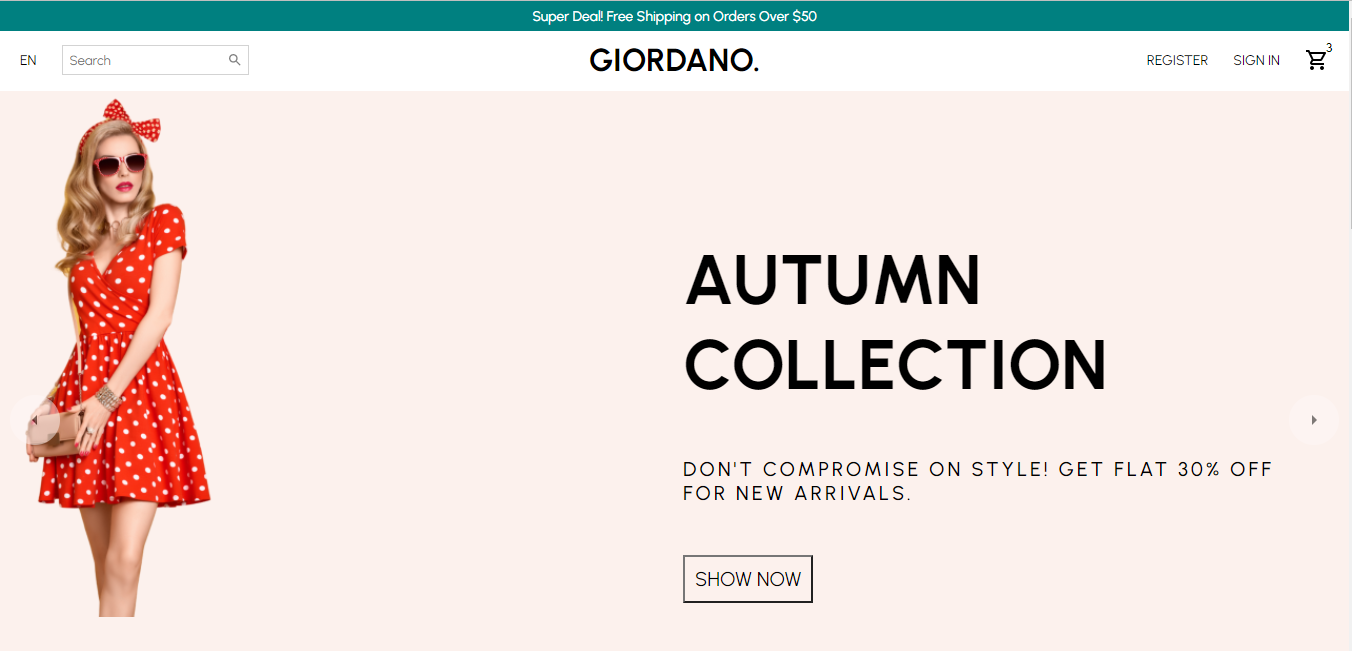 Super Deal! Free Shipping on Orders Over $50
EN
Search
GIORDANO.
REGISTER
SIGN IN
3
AUTUMN
COLLECTION
DON'T COMPROMISE ON STYLE! GET FLAT 30% OFF
FOR NEW ARRIVALS.
SHOW NOW